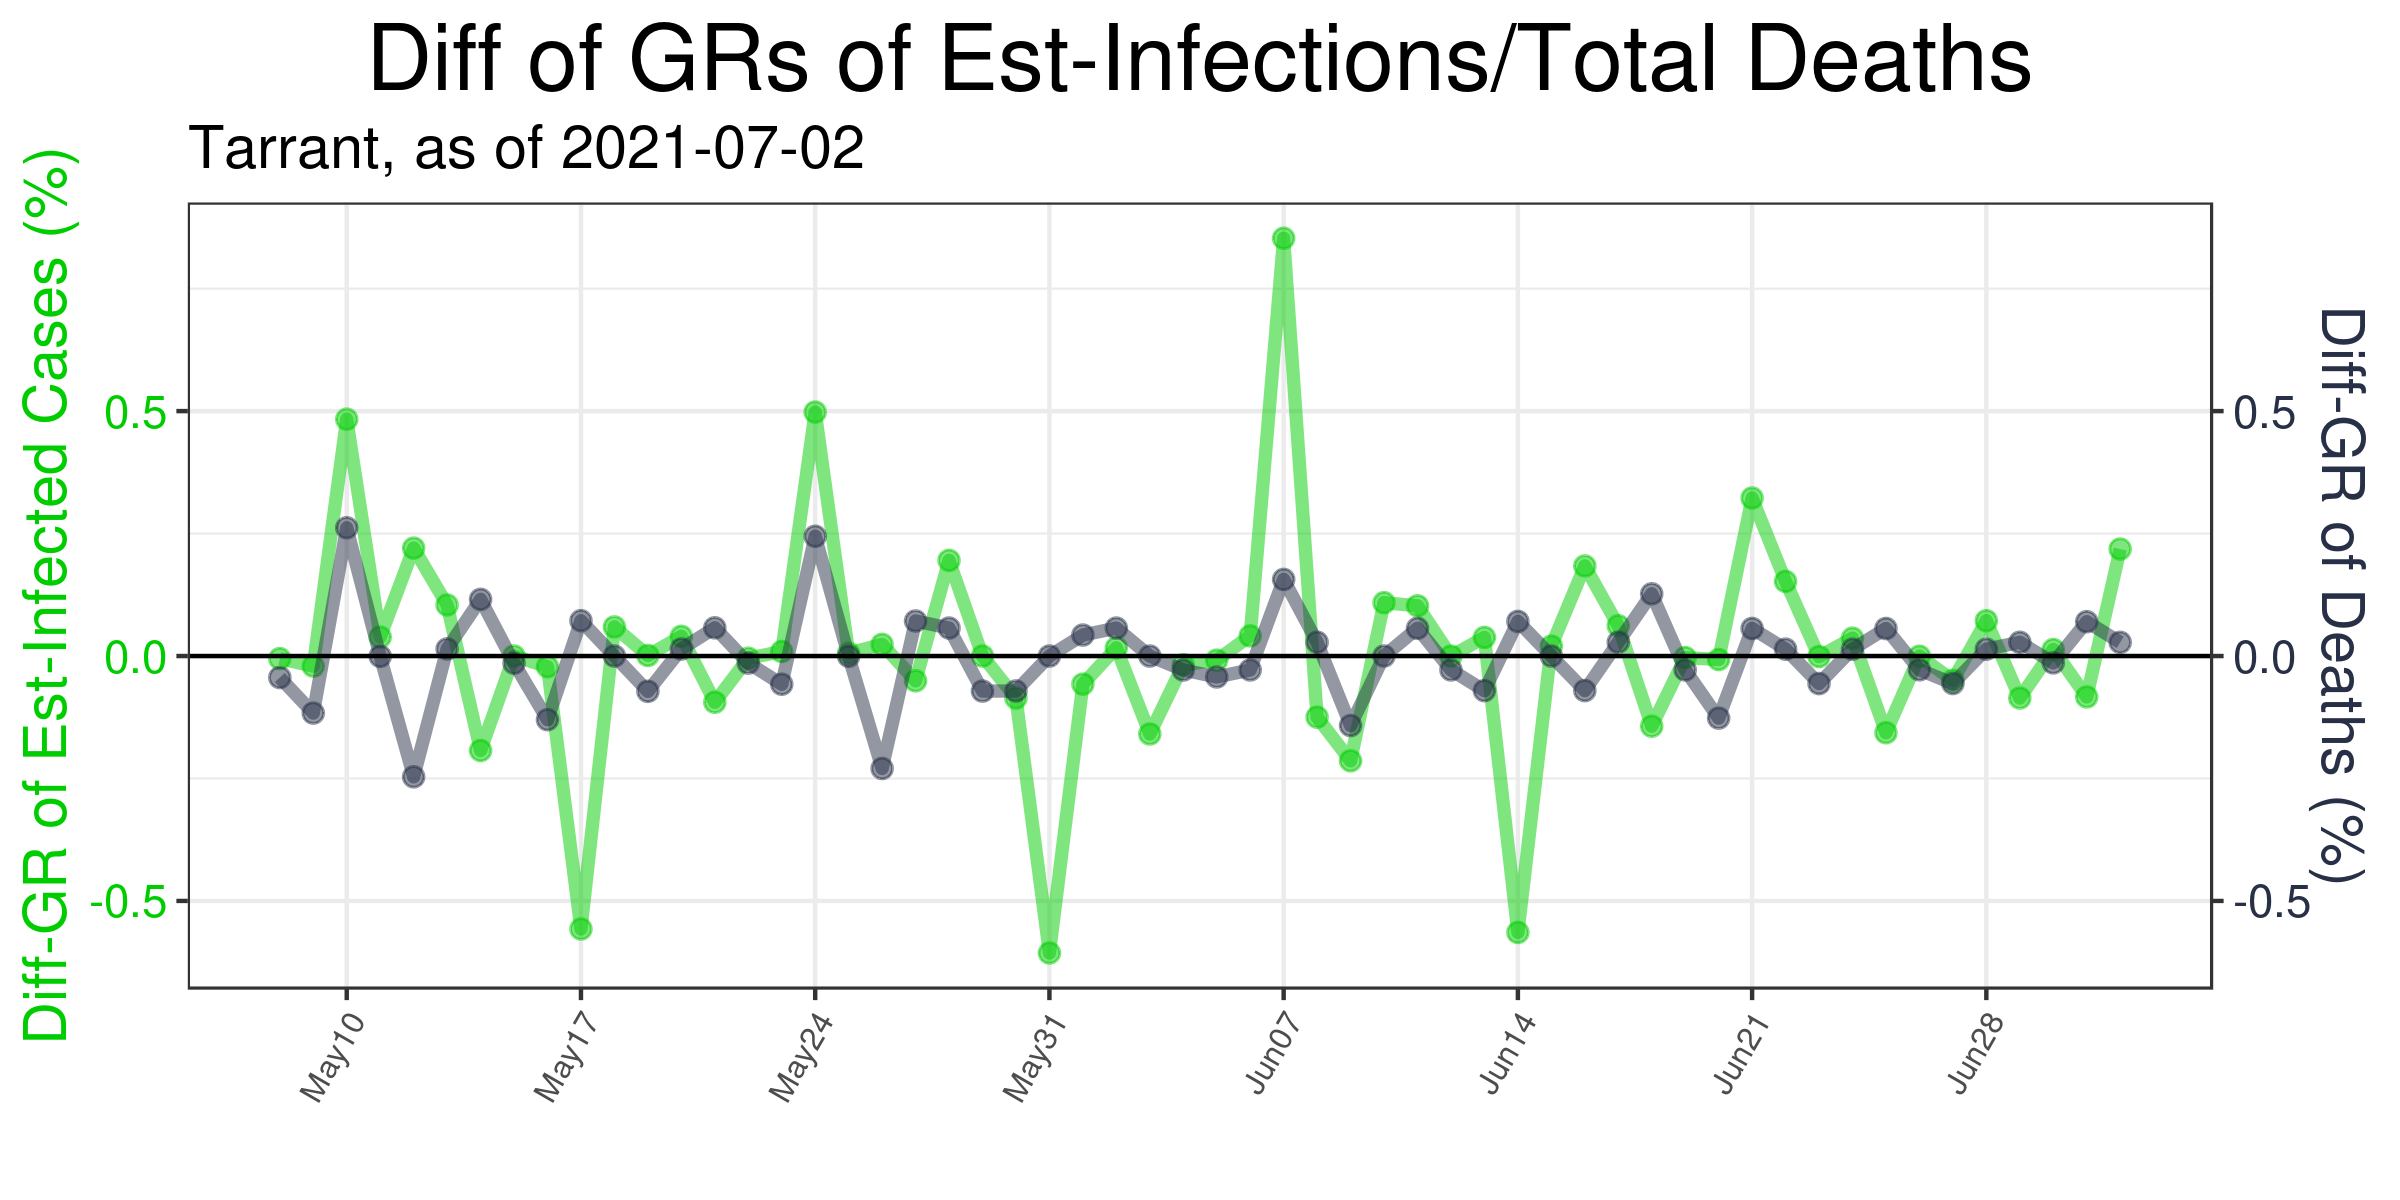 Diff of GRs of Est-Infections/Total Deaths
Tarrant, as of 2021-07-02
Diff-GR of Est-Infected Cases (%)
0.5
0.0
-0.5
0.5
0.0
-0.5
Diff-GR of Deaths (%)
May10
May17
May24
May31
Jun07
Jun14
Jun21
Jun28